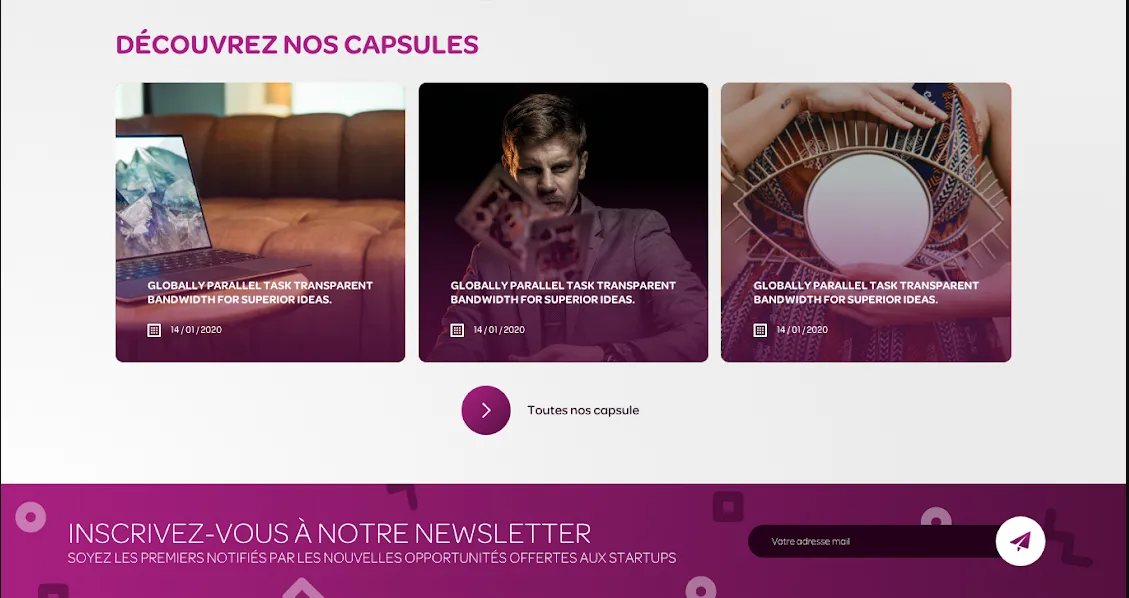 DÉCOUVREZ NOS CAPSULES
GLOBALLY PARALLEL TASK TRANSPARENT
BANDWIDTH FOR SUPERIOR IDEAS.
14 / 01 / 2020
GLOBALLY PARALLEL TASK TRANSPARENT
BANDWIDTH FOR SUPERIOR IDEAS.
14 / 01 / 2020
GLOBALLY PARALLEL TASK TRANSPARENT
BANDWIDTH FOR SUPERIOR IDEAS.
14 / 01 / 2020
Toutes nos capsule
INSCRIVEZ-VOUS À NOTRE NEWSLETTER
SOYEZ LES PREMIERS NOTIFIÉS PAR LES NOUVELLES OPPORTUNITÉS OFFERTES AUX STARTUPS
Votre adresse mail